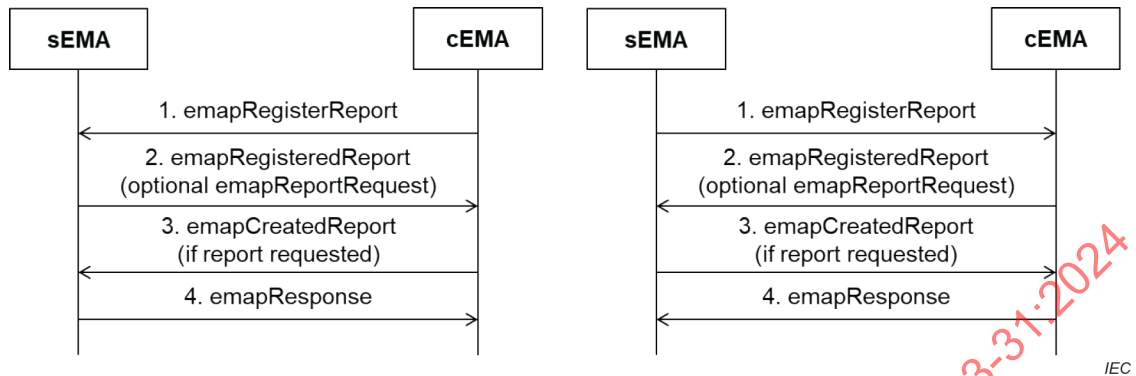 sEMA
cEMA
1. emapRegisterReport
2. emapRegisteredReport
(optional emapReportRequest)
3. emapCreatedReport
(if report requested)
4. emapResponse
sEMA
cEMA
1. emapRegisterReport
2. emapRegisteredReport
(optional emapReportRequest)
3. emapCreatedReport
(if report requested)
4. emapResponse
3-31:2024
IEC